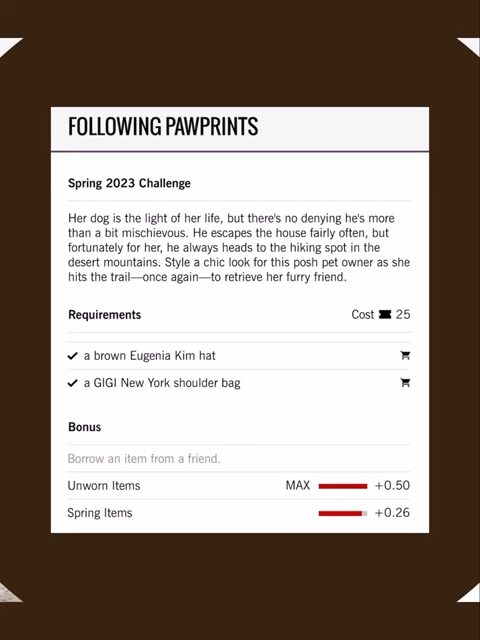 FOLLOWING PAWPRINTS
Spring 2023 Challenge
Her dog is the light of her life, but there's no denying he's more
than a bit mischievous. He escapes the house fairly often, but
fortunately for her, he always heads to the hiking spot in the
desert mountains. Style a chic look for this posh pet owner as she
hits the trail—once again—to retrieve her furry friend.
Requirements Cost 25
a brown Eugenia Kim hat
a GIGI New York shoulder bag
Bonus
Borrow an item from a friend.
Unworn Items MAX +0.50
Spring Items +0.26